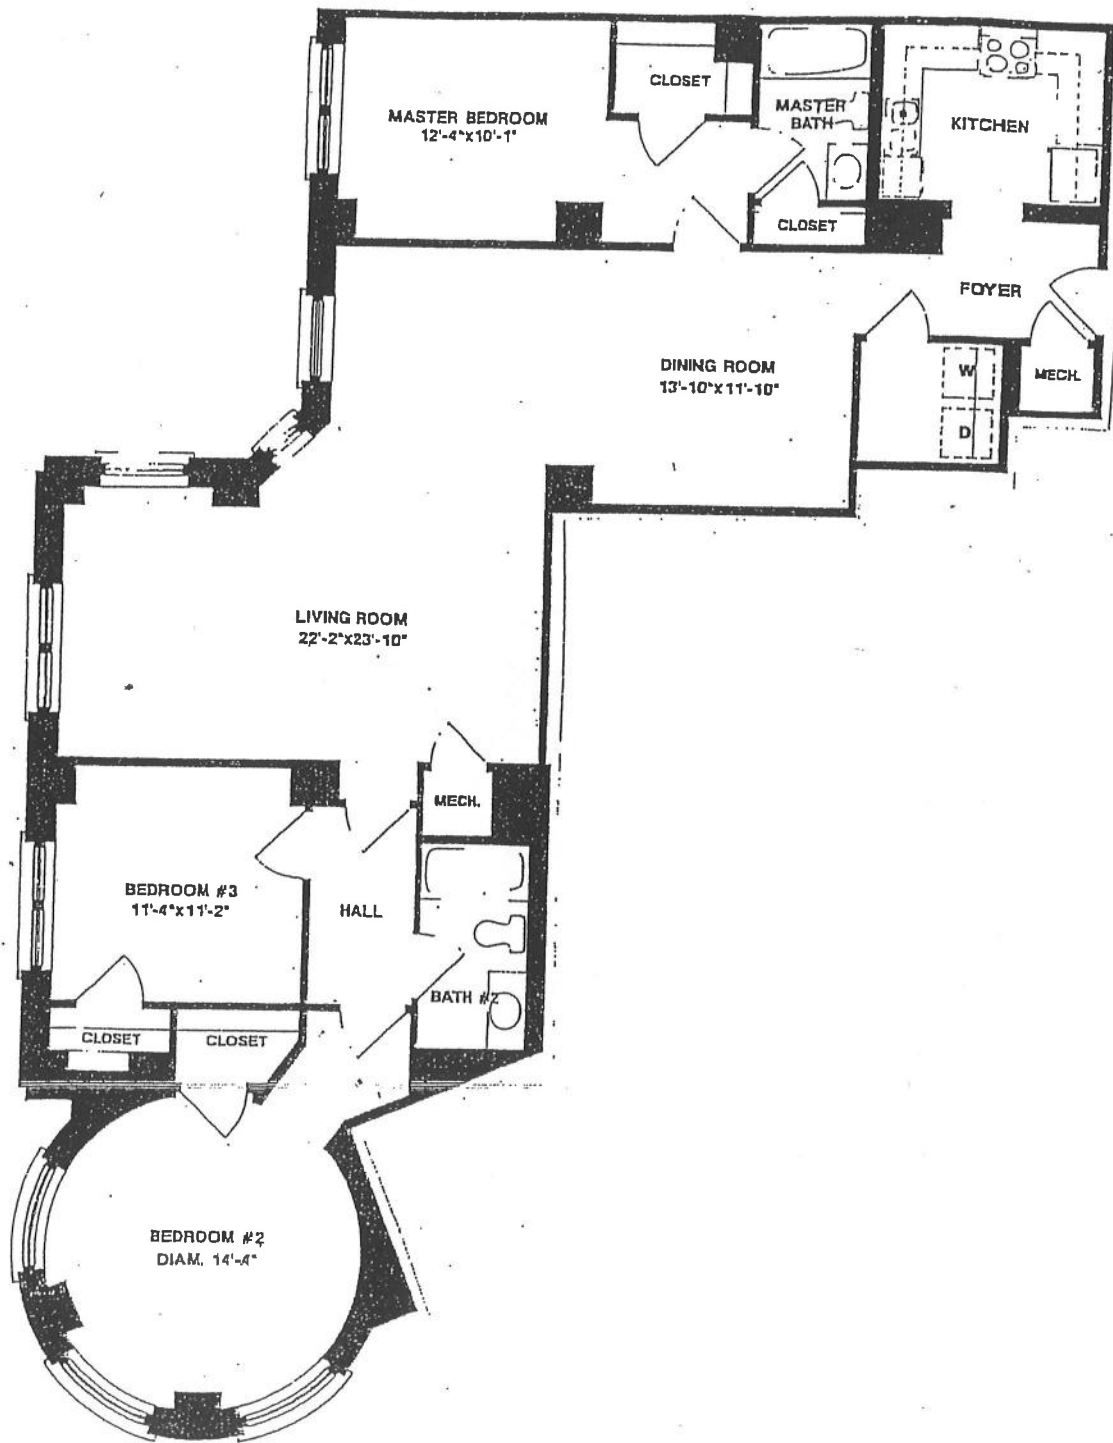 CLOSET
MASTER BEDROOM
12'-4"X10'-1"
MASTER
BATH
KITCHEN
CLOSET
FOYER
DINING ROOM
13'-10"X11'-10"
W
D
MECH.
LIVING ROOM
22'-2"X23'-10"
MECH.
BEDROOM #3
11'-4"X11'-2"
HALL
BATH #2
CLOSET
CLOSET
BEDROOM #2
DIAM. 14'-4"